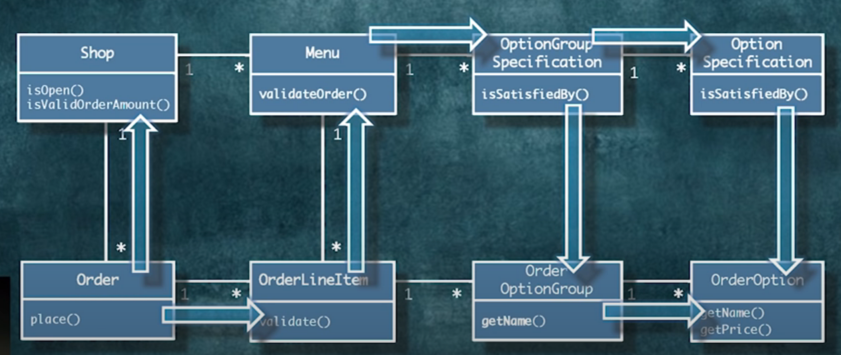 Shop
isOpen()
isValidOrderAmount()
1
*
Menu
validateOrder()
1
*
OptionGroup
Specification
isSatisfiedBy()
1
*
Option
Specification
isSatisfiedBy()
1
*
1
*
Order
place()
1
*
OrderLineItem
validate()
1
*
Order
OptionGroup
getName()
1
*
OrderOption
getName()
getPrice()